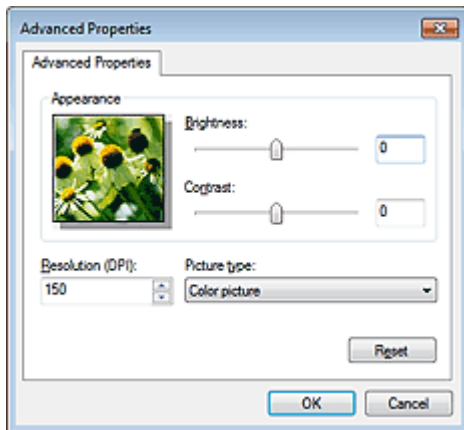 Advanced Properties
Advanced Properties
Appearance
Brightness:
0
Contrast:
0
Resolution (DPI):
Picture type:
150
Color picture
Reset
OK
Cancel